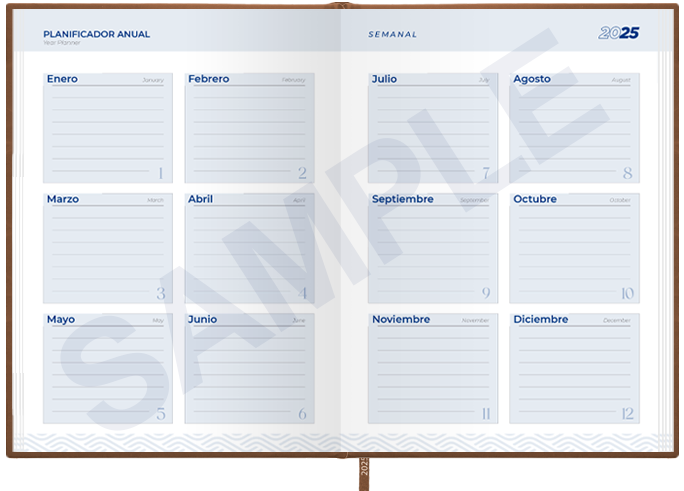 PLANIFICADOR ANUAL
Year Planner
SEMANAL
2025
Enero January
1
Febrero February
2
Julio July
7
Agosto August
8
Marzo March
3
Abril April
4
Septiembre September
9
Octubre October
10
Mayo May
5
Junio June
6
Noviembre November
11
Diciembre December
12
SAMPLE
2025